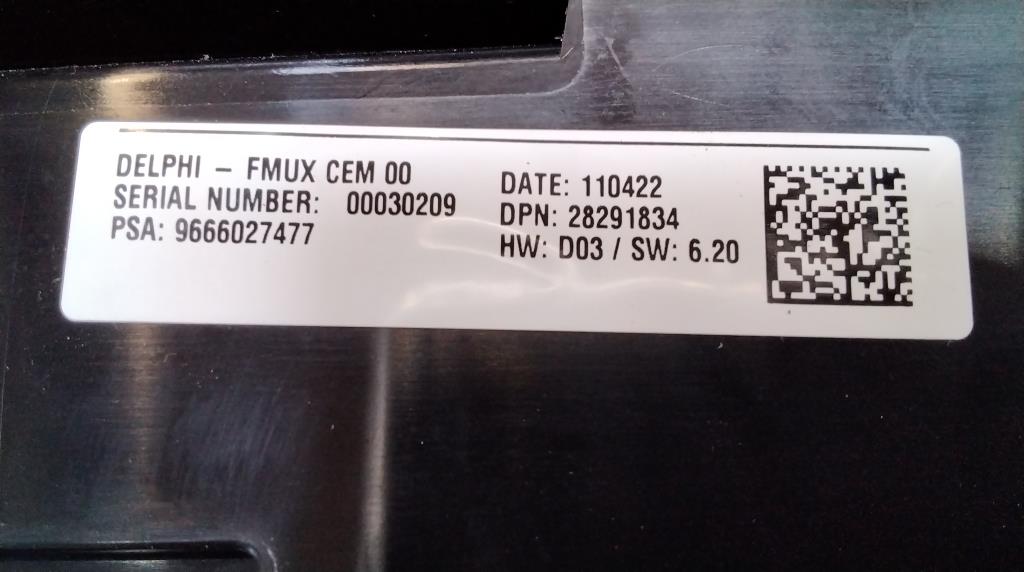 DELPHI – FMUX CEM 00
SERIAL NUMBER: 00030209
PSA: 9666027477
DATE: 110422
DPN: 28291834
HW: D03 / SW: 6.20